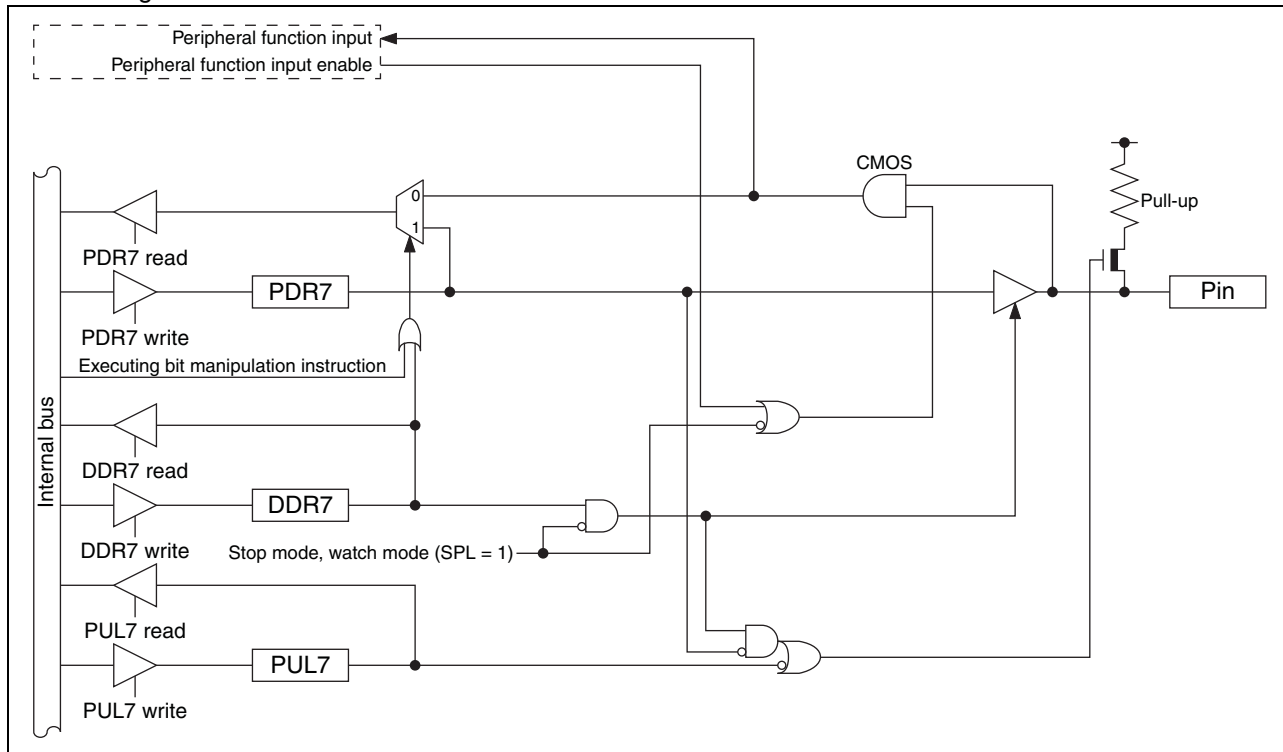 Peripheral function input
Peripheral function input enable
CMOS
Pull-up
0
1
PDR7 read
PDR7
Pin
PDR7 write
Executing bit manipulation instruction
Internal bus
DDR7 read
DDR7
DDR7 write
Stop mode, watch mode (SPL = 1)
PUL7 read
PUL7
PUL7 write